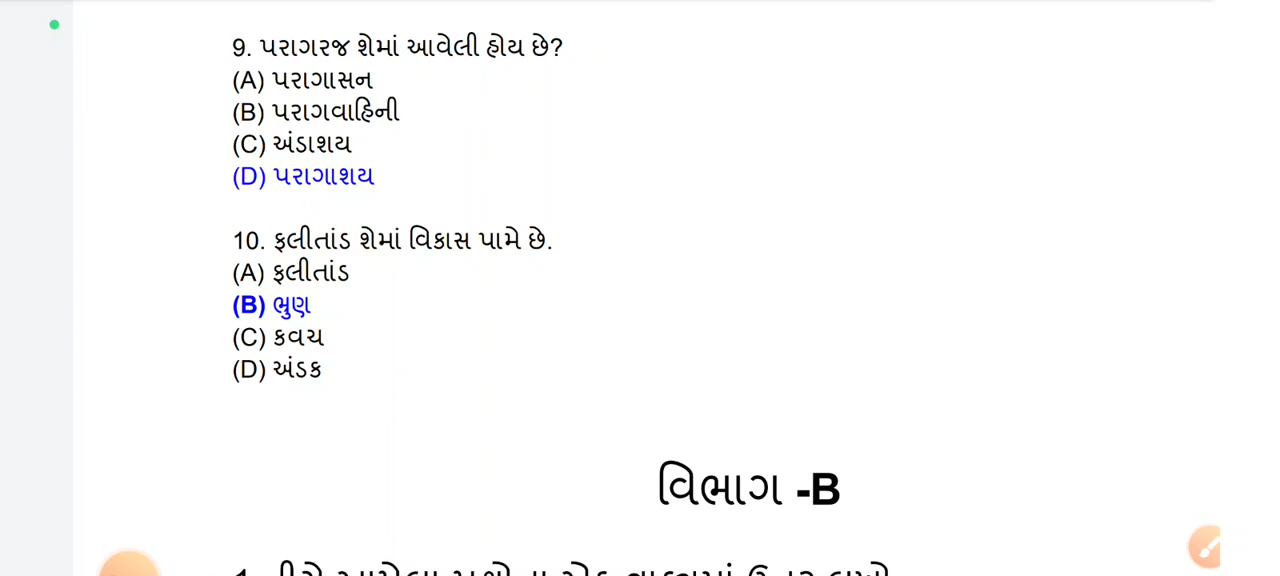 9. પરાગરજ શેમાં આવેલી હોય છે?
(A) પરાગાસન
(B) પરાગવાહિની
(C) અંડાશય
(D) પરાગાશય
10. ફલીતાંડ શેમાં વિકાસ પામે છે.
(A) ફલીતાંડ
(B) ભ્રુણ
(C) કવચ
(D) અંડક
વિભાગ -B